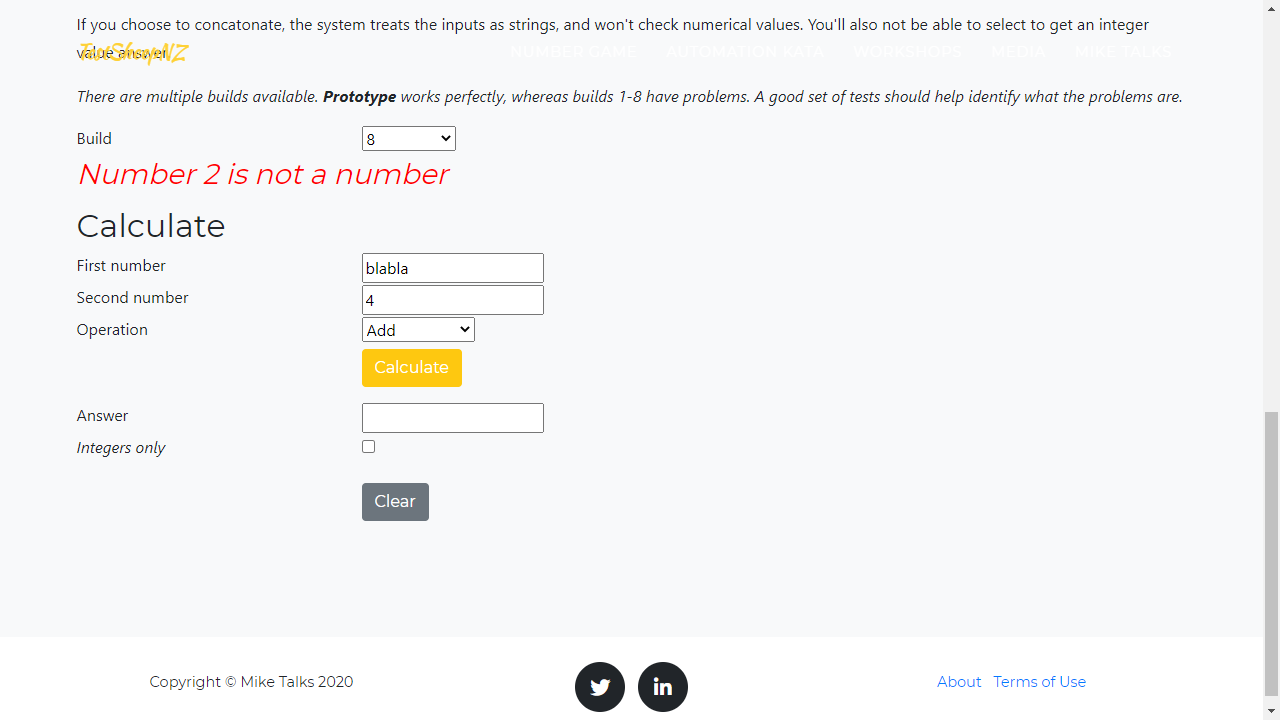 If you choose to concatonate, the system treats the inputs as strings, and won't check numerical values. You'll also not be able to select to get an integer
value answer.
TestSheepNZ
NUMBER GAME AUTOMATION KATA WORKSHOPS MEDIA MIKE TALKS
There are multiple builds available. Prototype works perfectly, whereas builds 1-8 have problems. A good set of tests should help identify what the problems are.
Build 8
Number 2 is not a number
Calculate
First number blabla
Second number 4
Operation Add
Calculate
Answer
Integers only
Clear
Copyright © Mike Talks 2020 in About Terms of Use